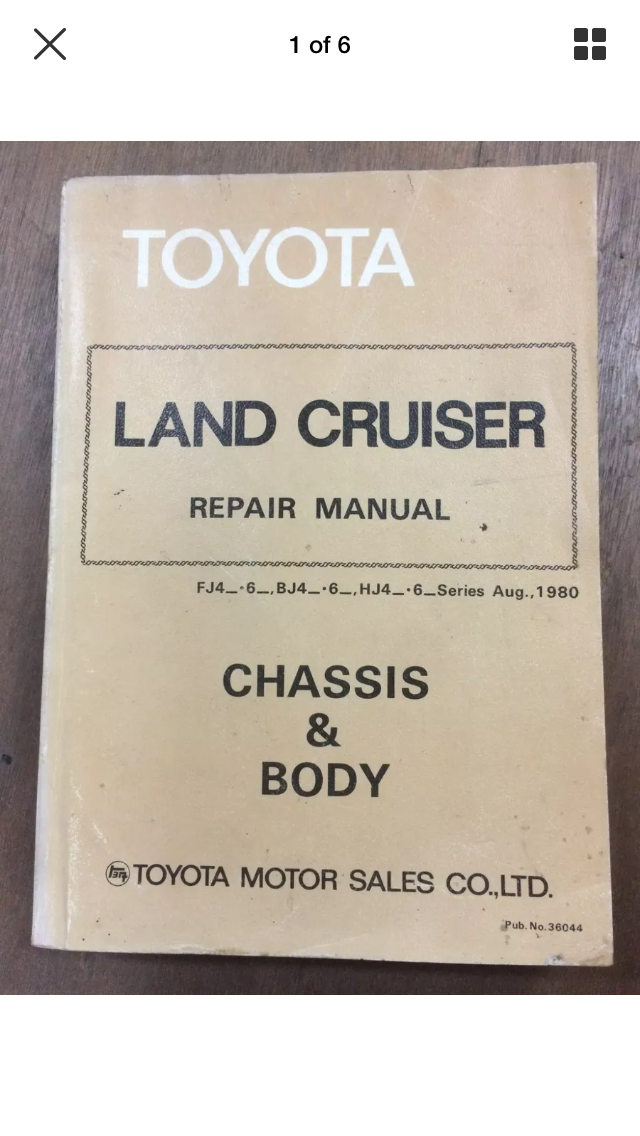 1 of 6
TOYOTA
LAND CRUISER
REPAIR MANUAL
FJ4_·6_,BJ4_·6_,HJ4_·6_Series Aug.,1980
CHASSIS
&
BODY
TOYOTA MOTOR SALES CO.,LTD.
Pub. No.36044